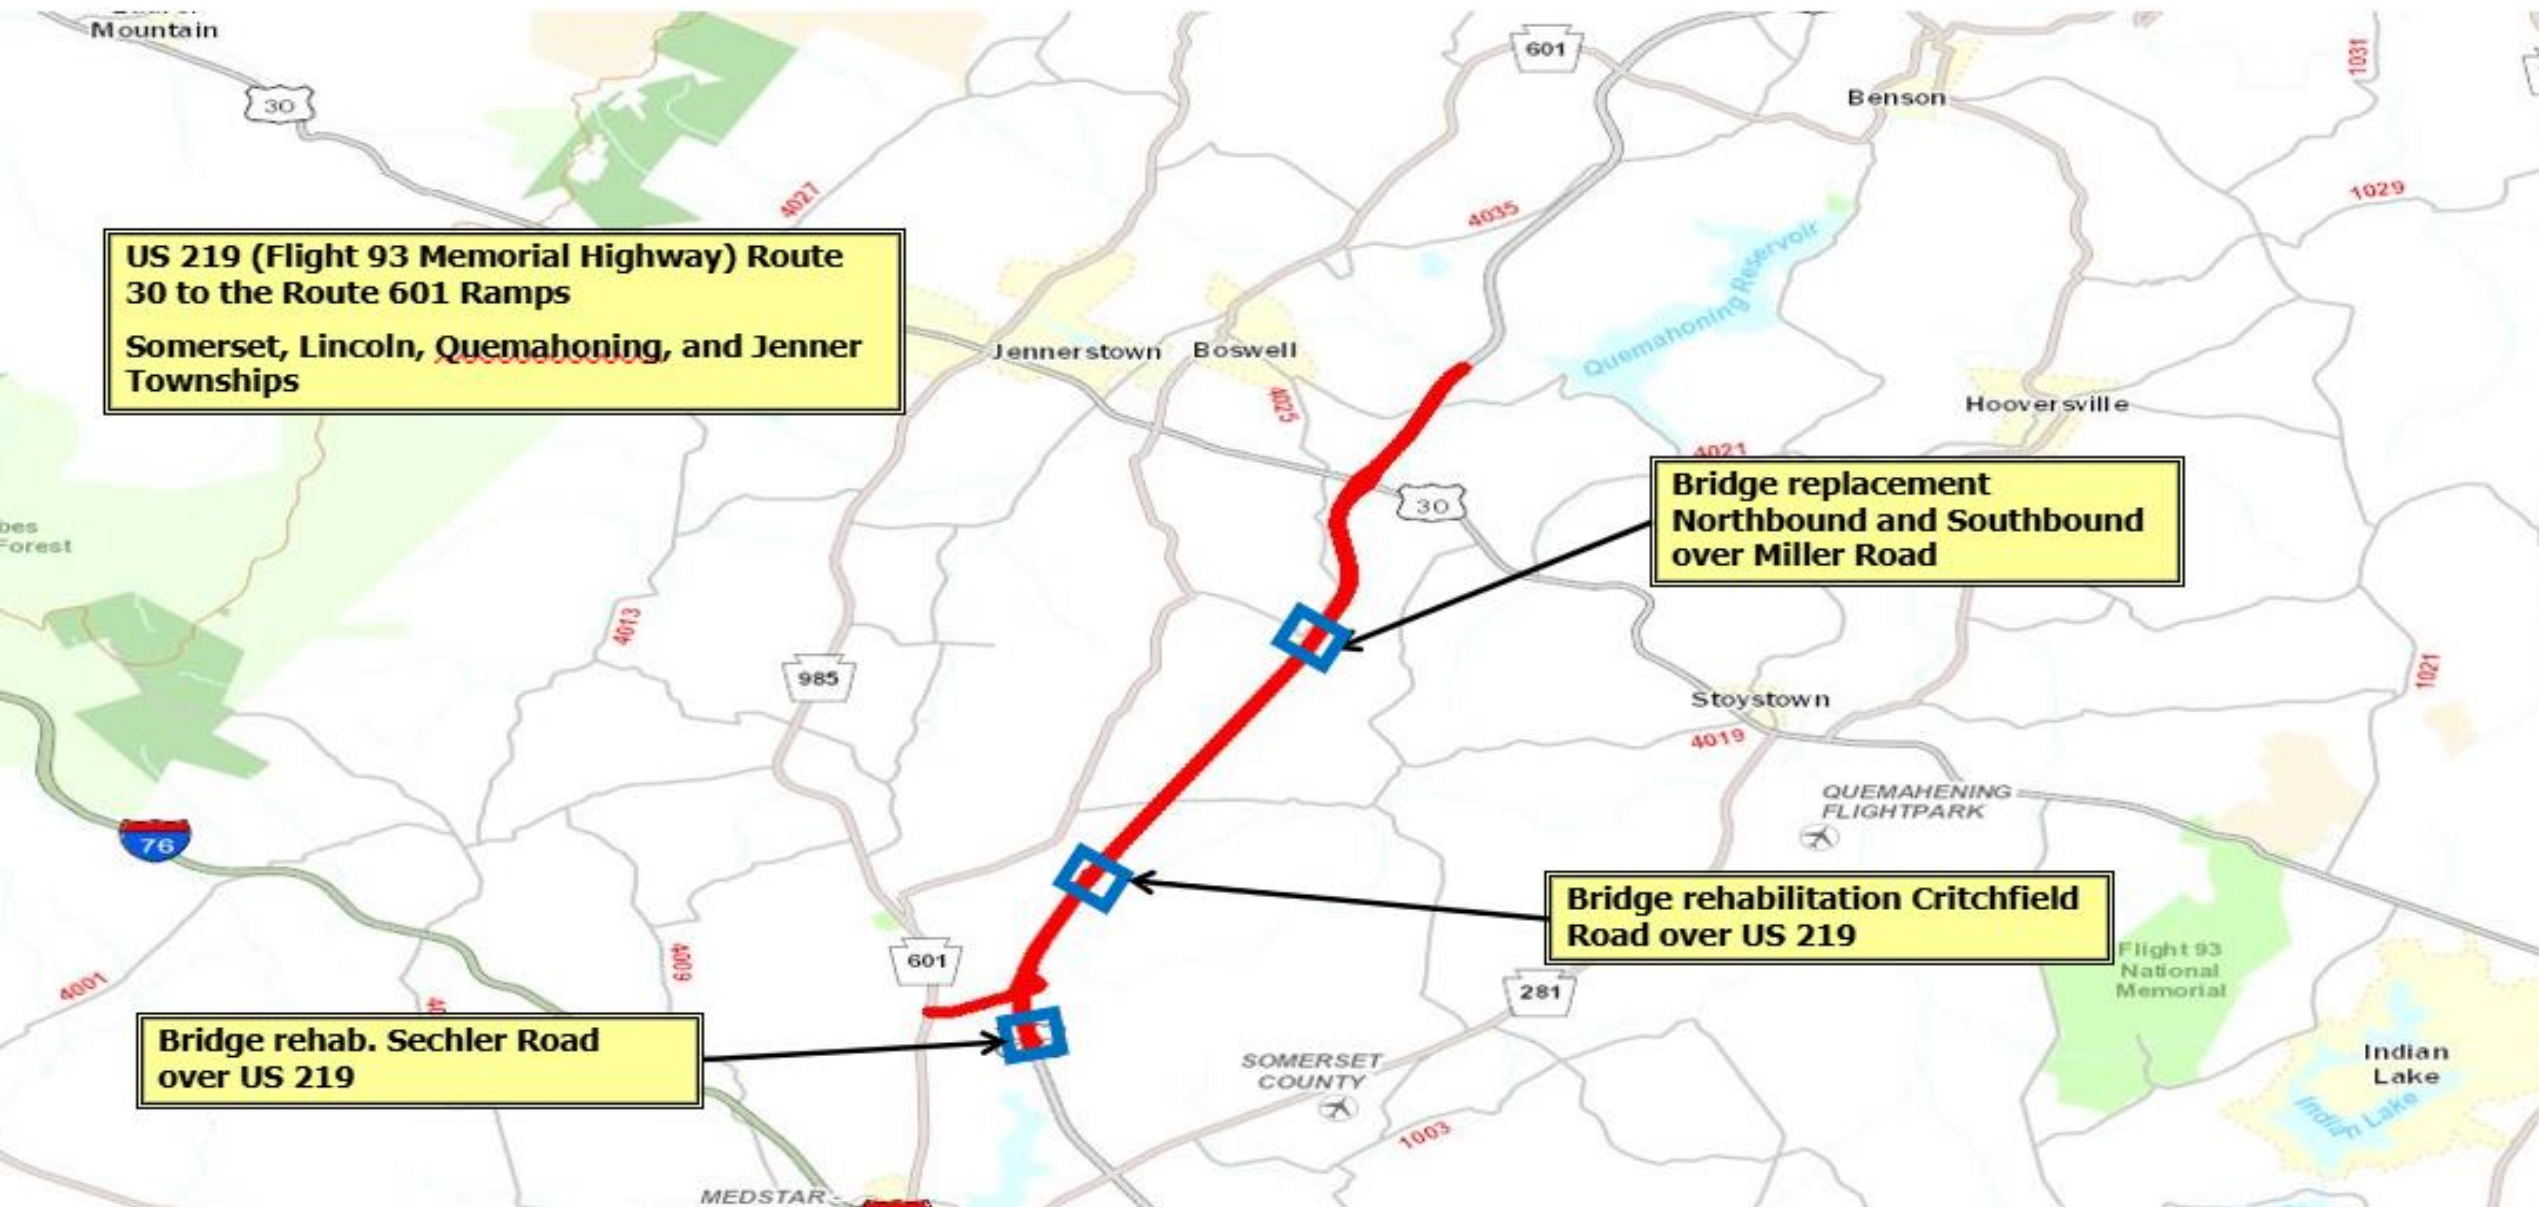 Mountain
30
601
1031
Benson
1029
4027
4035
Quemahoning Reservoir
US 219 (Flight 93 Memorial Highway) Route
30 to the Route 601 Ramps
Somerset, Lincoln, Quemahoning, and Jenner
Townships
Jennerstown
Boswell
4025
Hooversville
4021
Bridge replacement
Northbound and Southbound
over Miller Road
30
Forest
4013
985
Stoystown
4019
1021
QUEMAHENING
FLIGHTPARK
76
Bridge rehabilitation Critchfield
Road over US 219
Flight 93
National
Memorial
601
4009
4001
281
Bridge rehab. Sechler Road
over US 219
SOMERSET
COUNTY
Indian
Lake
Indian Lake
1003
MEDSTAR